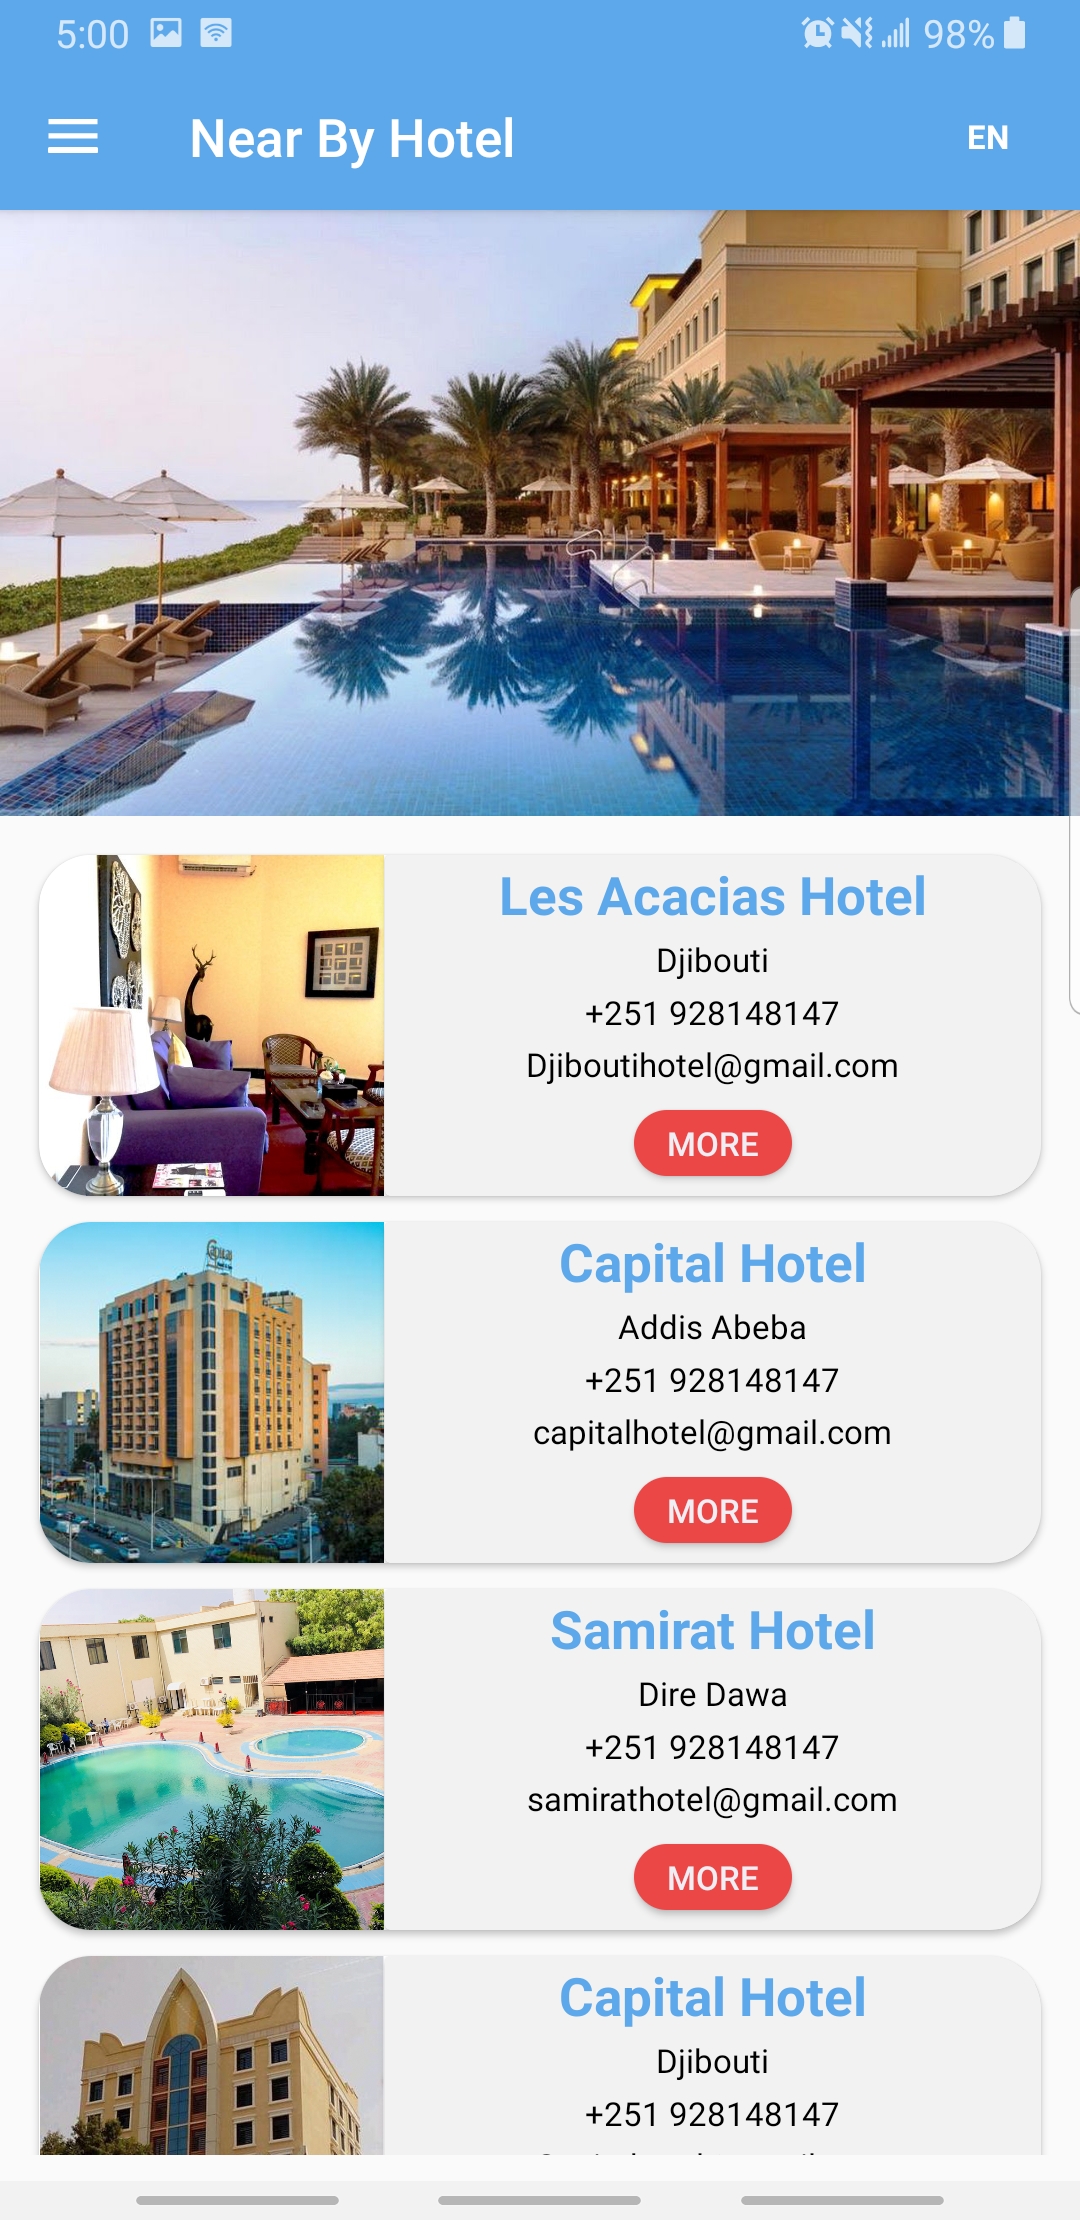 5:00
98%
Near By Hotel
EN
Les Acacias Hotel
Djibouti
+251 928148147
Djiboutihotel@gmail.com
MORE
Capital
Capital Hotel
Addis Abeba
+251 928148147
capitalhotel@gmail.com
MORE
Samirat Hotel
Dire Dawa
+251 928148147
samirathotel@gmail.com
MORE
Capital Hotel
Djibouti
+251 928148147